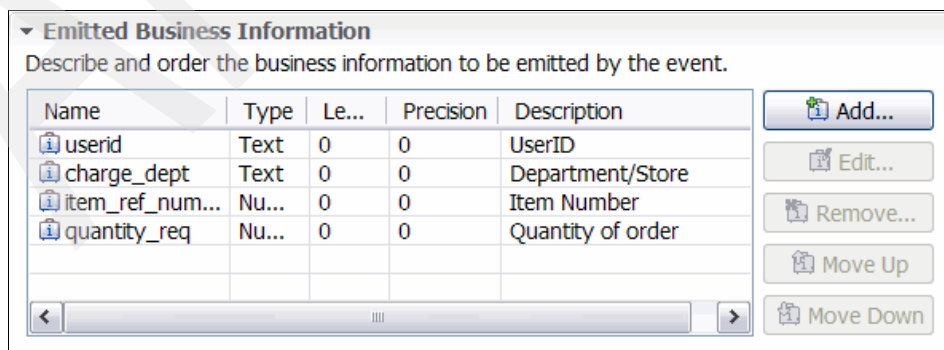 Emitted Business Information
Describe and order the business information to be emitted by the event.
Name Type Le... Precision Description
userid Text 0 0 UserID
charge_dept Text 0 0 Department/Store
item_ref_num... Nu... 0 0 Item Number
quantity_req Nu... 0 0 Quantity of order
Add...
Edit...
Remove...
Move Up
Move Down